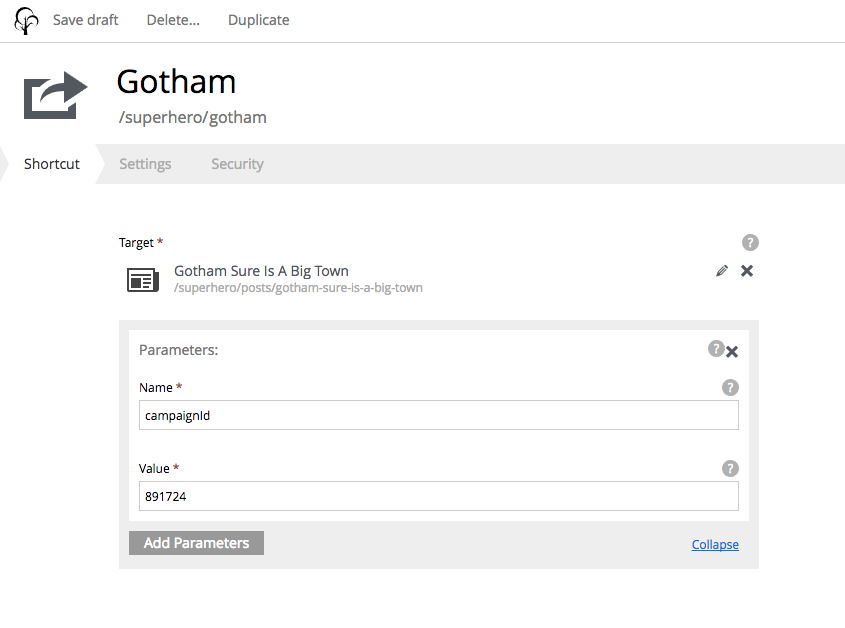 Save draft Delete... Duplicate
Gotham
/superhero/gotham
Shortcut Settings Security
Target * ?
Gotham Sure Is A Big Town
/superhero/posts/gotham-sure-is-a-big-town
Parameters: ?
Name * ?
campaignId
Value * ?
891724
Add Parameters Collapse